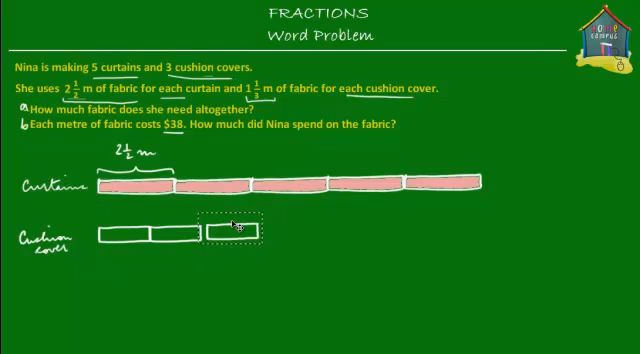 FRACTIONS
Word Problem
HOME CAMPUS
Nina is making 5 curtains and 3 cushion covers.
She uses 2 1/2 m of fabric for each curtain and 1 1/3 m of fabric for each cushion cover.
a How much fabric does she need altogether?
b Each metre of fabric costs $38. How much did Nina spend on the fabric?
2 1/2 m
Curtains
Cushion
cover